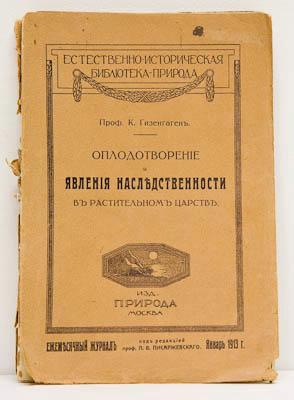 ЕСТЕСТВЕННО-ИСТОРИЧЕСКАЯ
БИБЛІОТЕКА "ПРИРОДА"
Проф. К. Гизенгагенъ.
ОПЛОДОТВОРЕНІЕ
и
ЯВЛЕНІЯ НАСЛѢДСТВЕННОСТИ
ВЪ РАСТИТЕЛЬНОМЪ ЦАРСТВѢ.
ИЗД.
ПРИРОДА
МОСКВА
ЕЖЕМѢСЯЧНЫЙ ЖУРНАЛЪ
подъ редакціей
проф. Л. В. ПИСАРЖЕВСКАГО.
Январь 1913 г.